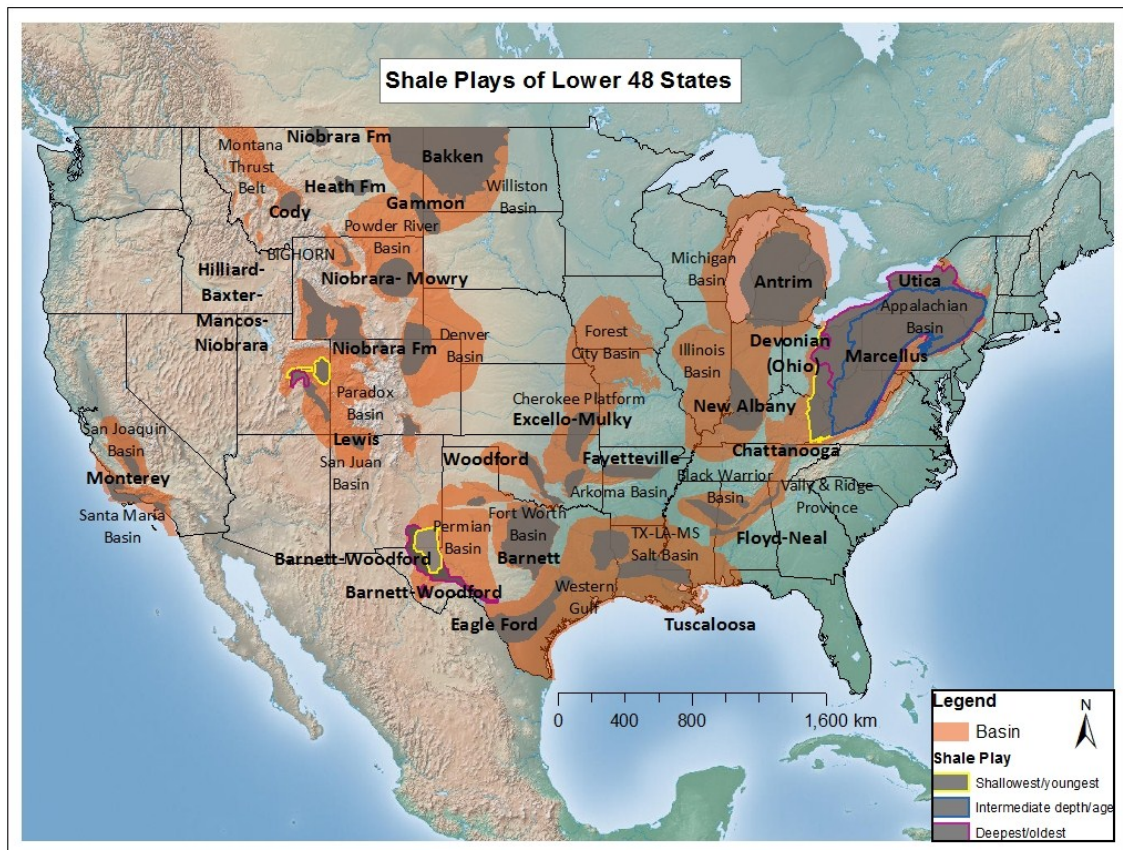 Shale Plays of Lower 48 States
Niobrara Fm
Montana
Thrust
Belt
Bakken
Heath Fm
Williston
Basin
Cody
Gammon
Powder River
Basin
BIGHORN
Hilliard-
Baxter-
Mancos-
Niobrara
Niobrara- Mowry
Michigan
Basin
Antrim
Utica
Appalachian
Basin
Niobrara Fm
Denver
Basin
Forest
City Basin
Illinois
Basin
Devonian
(Ohio)
Marcellus
Paradox
Basin
Cherokee Platform
Excello-Mulky
New Albany
San Joaquin
Basin
Lewis
San Juan
Basin
Chattanooga
Monterey
Woodford
Fayetteville
Arkoma Basin
Black Warrior
Basin
Vally & Ridge
Province
Santa Maria
Basin
Permian
Basin
Fort Worth
Basin
Barnett
TX-LA-MS
Salt Basin
Floyd-Neal
Barnett-Woodford
Barnett-Woodford
Western
Gulf
Eagle Ford
Tuscaloosa
0 400 800 1,600 km
Legend
N
Basin
Shale Play
Shallowest/youngest
Intermediate depth/age
Deepest/oldest